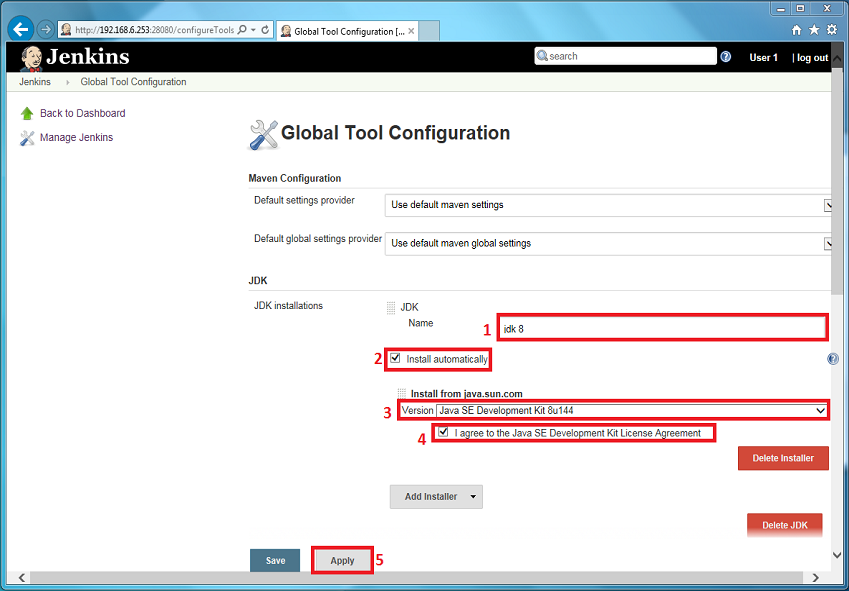 http://192.168.6.253:28080/configureTools
Global Tool Configuration [...
Jenkins
search
User 1
| log out
Jenkins
Global Tool Configuration
Back to Dashboard
Manage Jenkins
Global Tool Configuration
Maven Configuration
Default settings provider
Use default maven settings
Default global settings provider
Use default maven global settings
JDK
JDK installations
JDK
Name
1
jdk 8
2
Install automatically
Install from java.sun.com
3
Version Java SE Development Kit 8u144
4
I agree to the Java SE Development Kit License Agreement
Delete Installer
Add Installer
Delete JDK
Save
Apply
5